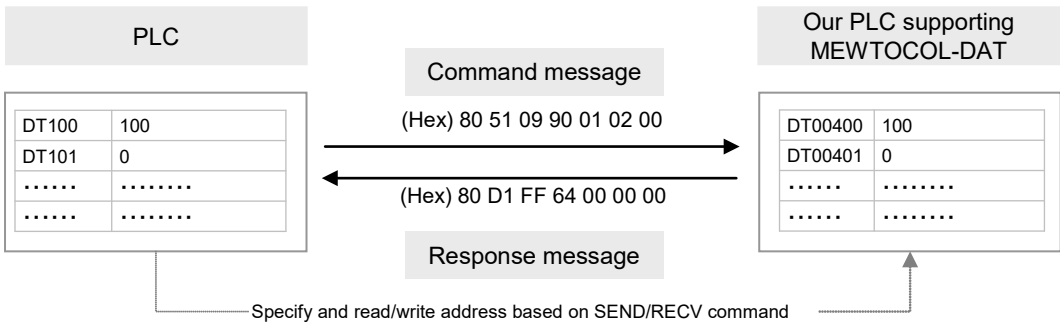 PLC
Our PLC supporting
MEWTOCOL-DAT
Command message
(Hex) 80 51 09 90 01 02 00
DT100 100
DT101 0
...... ........
...... ........
DT00400 100
DT00401 0
...... ........
...... ........
(Hex) 80 D1 FF 64 00 00 00
Response message
Specify and read/write address based on SEND/RECV command